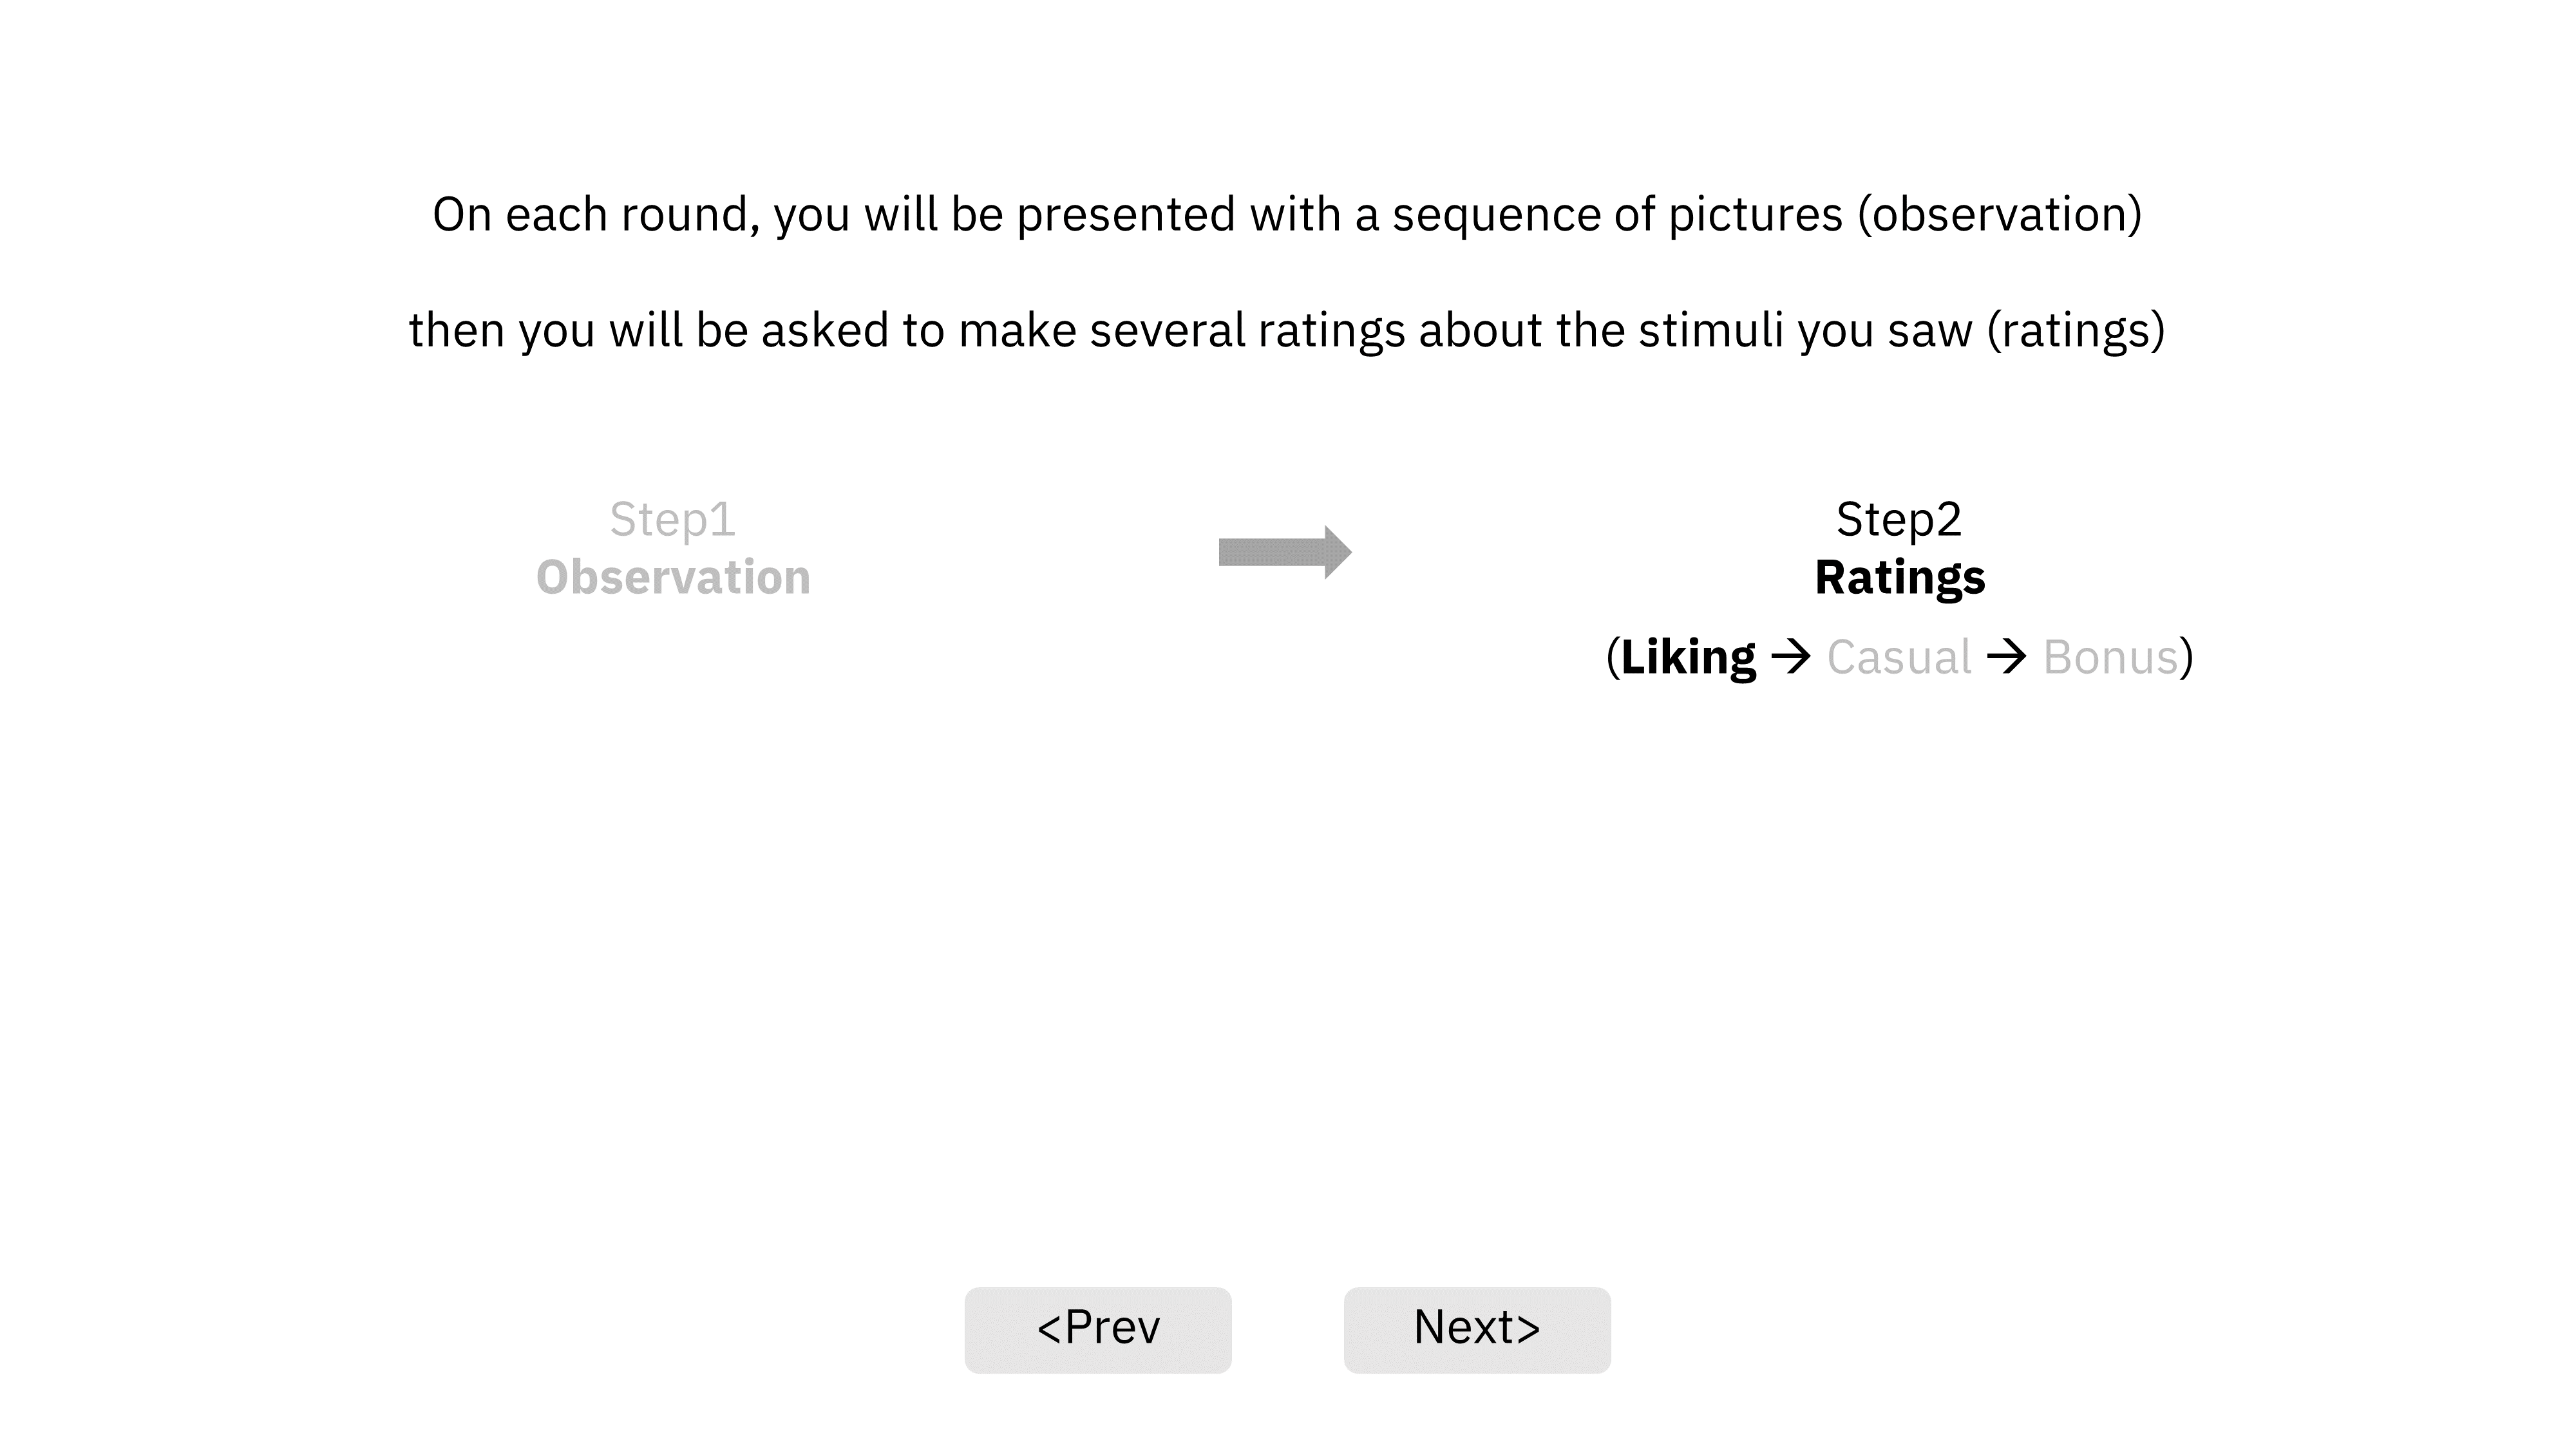 On each round, you will be presented with a sequence of pictures (observation)
then you will be asked to make several ratings about the stimuli you saw (ratings)
Step1
Observation
Step2
Ratings
(Liking → Casual → Bonus)
<Prev
Next>